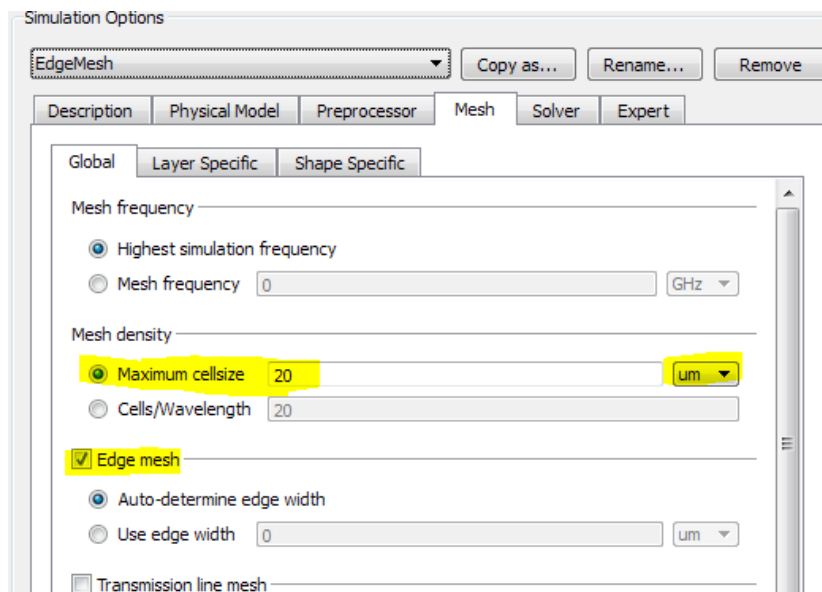 Simulation Options
EdgeMesh Copy as... Rename... Remove
Description Physical Model Preprocessor Mesh Solver Expert
Global Layer Specific Shape Specific
Mesh frequency
Highest simulation frequency
Mesh frequency 0 GHz
Mesh density
Maximum cellsize 20 um
Cells/Wavelength 20
Edge mesh
Auto-determine edge width
Use edge width 0 um
Transmission line mesh